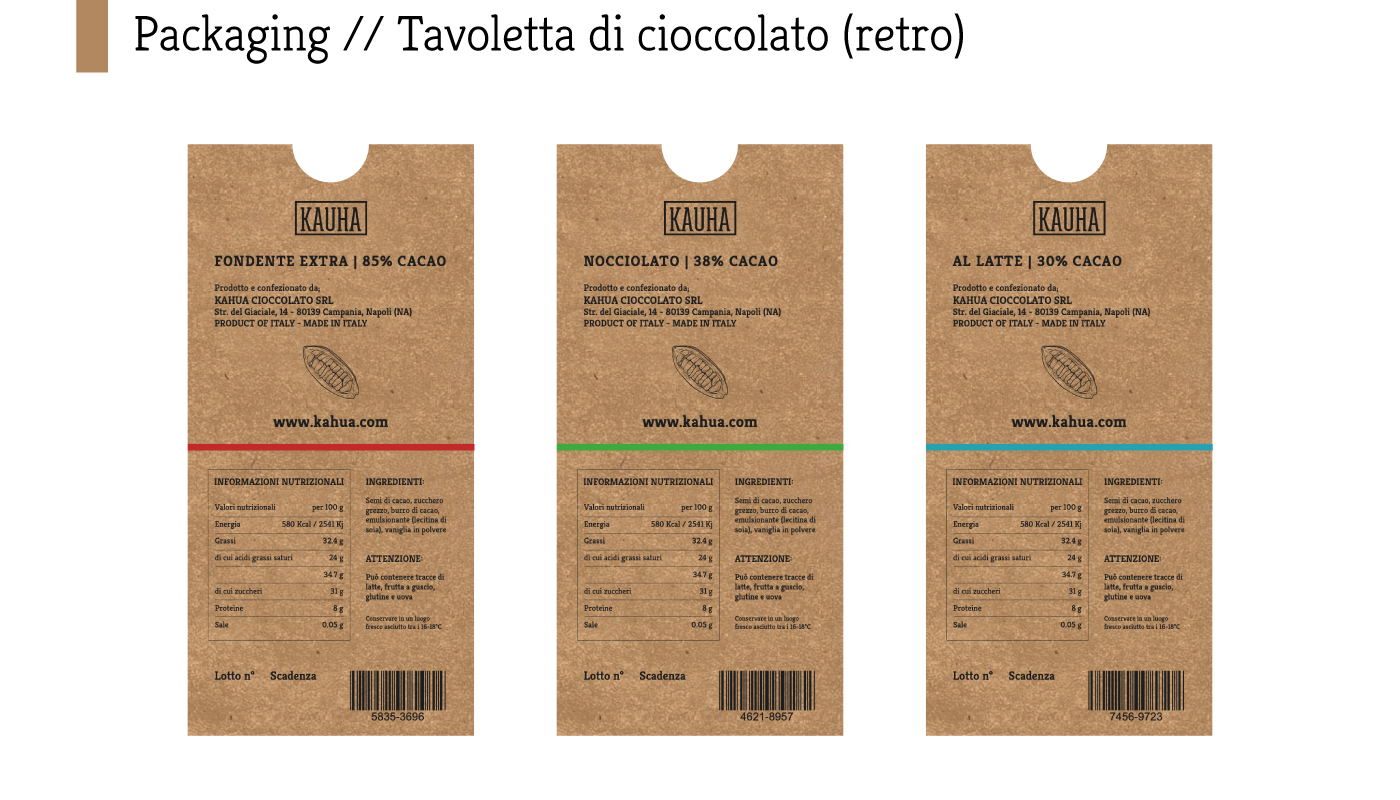 Packaging // Tavoletta di cioccolato (retro)
KAUHA
FONDENTE EXTRA | 85% CACAO
Prodotto e confezionato da;
KAHUA CIOCCOLATO SRL
Str. del Giaciale, 14 - 80139 Campania, Napoli (NA)
PRODUCT OF ITALY - MADE IN ITALY
www.kahua.com
INFORMAZIONI NUTRIZIONALI
Valori nutrizionali per 100 g
Energia 580 Kcal / 2541 Kj
Grassi 32.4 g
di cui acidi grassi saturi 24 g
34.7 g
di cui zuccheri 31 g
Proteine 8 g
Sale 0.05 g
INGREDIENTI:
Semi di cacao, zucchero
grezzo, burro di cacao,
emulsionante (lecitina di
soia), vaniglia in polvere
ATTENZIONE:
Può contenere tracce di
latte, frutta a guscio,
glutine e uova
Conservare in un luogo
fresco asciutto tra i 16-18°C
Lotto n° Scadenza
5835-3696
KAUHA
NOCCIOLATO | 38% CACAO
Prodotto e confezionato da;
KAHUA CIOCCOLATO SRL
Str. del Giaciale, 14 - 80139 Campania, Napoli (NA)
PRODUCT OF ITALY - MADE IN ITALY
www.kahua.com
INFORMAZIONI NUTRIZIONALI
Valori nutrizionali per 100 g
Energia 580 Kcal / 2541 Kj
Grassi 32.4 g
di cui acidi grassi saturi 24 g
34.7 g
di cui zuccheri 31 g
Proteine 8 g
Sale 0.05 g
INGREDIENTI:
Semi di cacao, zucchero
grezzo, burro di cacao,
emulsionante (lecitina di
soia), vaniglia in polvere
ATTENZIONE:
Può contenere tracce di
latte, frutta a guscio,
glutine e uova
Conservare in un luogo
fresco asciutto tra i 16-18°C
Lotto n° Scadenza
4621-8957
KAUHA
AL LATTE | 30% CACAO
Prodotto e confezionato da;
KAHUA CIOCCOLATO SRL
Str. del Giaciale, 14 - 80139 Campania, Napoli (NA)
PRODUCT OF ITALY - MADE IN ITALY
www.kahua.com
INFORMAZIONI NUTRIZIONALI
Valori nutrizionali per 100 g
Energia 580 Kcal / 2541 Kj
Grassi 32.4 g
di cui acidi grassi saturi 24 g
34.7 g
di cui zuccheri 31 g
Proteine 8 g
Sale 0.05 g
INGREDIENTI:
Semi di cacao, zucchero
grezzo, burro di cacao,
emulsionante (lecitina di
soia), vaniglia in polvere
ATTENZIONE:
Può contenere tracce di
latte, frutta a guscio,
glutine e uova
Conservare in un luogo
fresco asciutto tra i 16-18°C
Lotto n° Scadenza
7456-9723